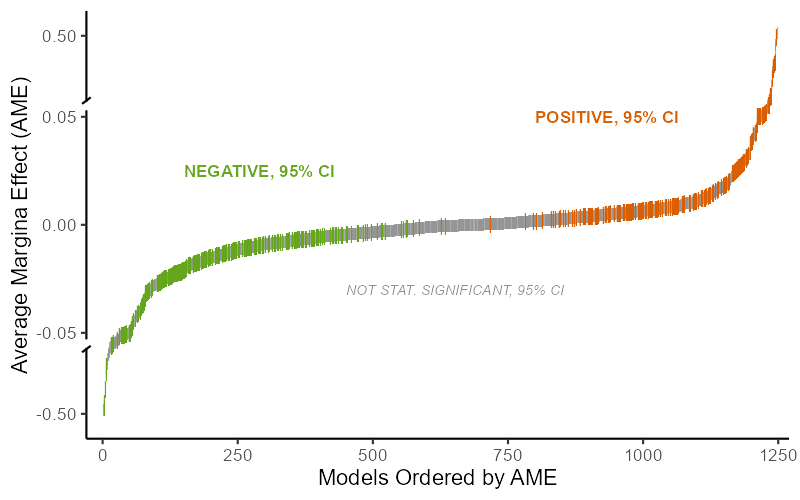 0.50
0.05
POSITIVE, 95% CI
NEGATIVE, 95% CI
0.00
NOT STAT. SIGNIFICANT, 95% CI
-0.05
-0.50
Average Margina Effect (AME)
0 250 500 750 1000 1250
Models Ordered by AME